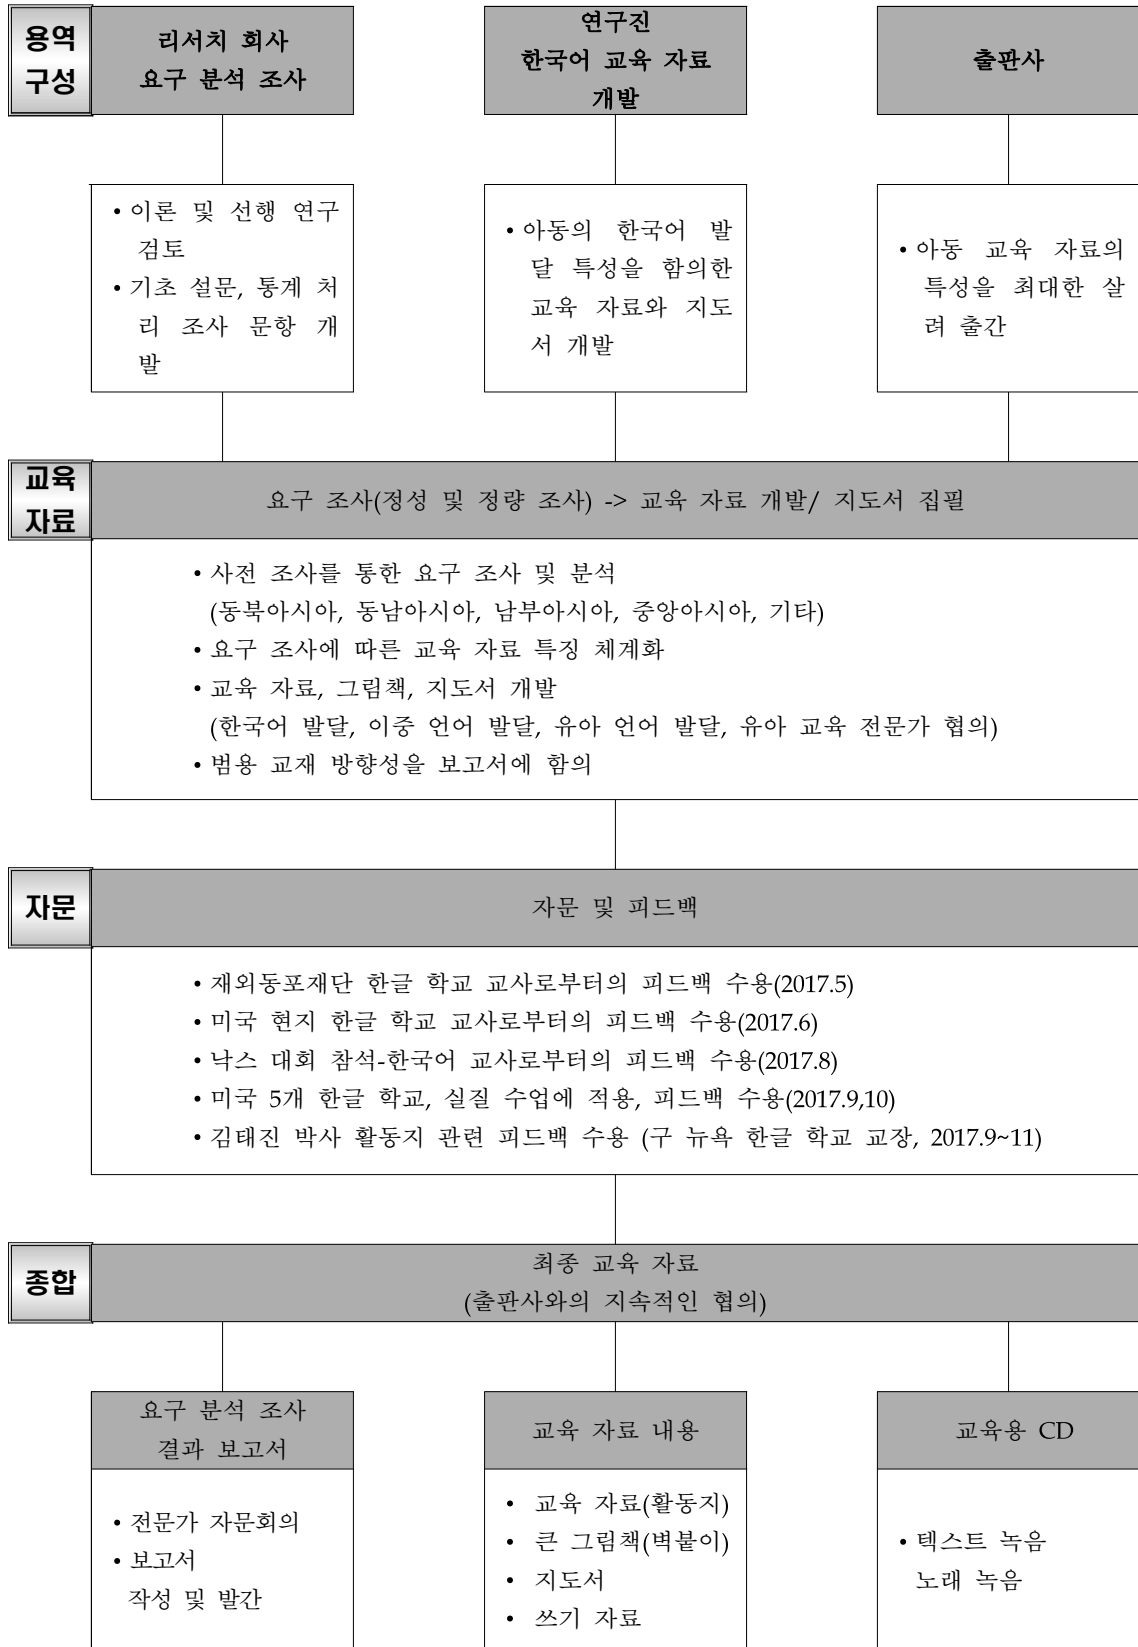 용역
구성
리서치 회사
요구 분석 조사
연구진
한국어 교육 자료
개발
출판사
• 이론 및 선행 연구
검토
• 기초 설문, 통계 처
리 조사 문항 개
발
• 아동의 한국어 발
달 특성을 함의한
교육 자료와 지도
서 개발
• 아동 교육 자료의
특성을 최대한 살
려 출간
교육
자료
요구 조사(정성 및 정량 조사) -> 교육 자료 개발/ 지도서 집필
• 사전 조사를 통한 요구 조사 및 분석
(동북아시아, 동남아시아, 남부아시아, 중앙아시아, 기타)
• 요구 조사에 따른 교육 자료 특징 체계화
• 교육 자료, 그림책, 지도서 개발
(한국어 발달, 이중 언어 발달, 유아 언어 발달, 유아 교육 전문가 협의)
• 범용 교재 방향성을 보고서에 함의
자문
자문 및 피드백
• 재외동포재단 한글 학교 교사로부터의 피드백 수용(2017.5)
• 미국 현지 한글 학교 교사로부터의 피드백 수용(2017.6)
• 낙스 대회 참석-한국어 교사로부터의 피드백 수용(2017.8)
• 미국 5개 한글 학교, 실질 수업에 적용, 피드백 수용(2017.9,10)
• 김태진 박사 활동지 관련 피드백 수용 (구 뉴욕 한글 학교 교장, 2017.9~11)
종합
최종 교육 자료
(출판사와의 지속적인 협의)
요구 분석 조사
결과 보고서
• 전문가 자문회의
• 보고서
작성 및 발간
교육 자료 내용
• 교육 자료(활동지)
• 큰 그림책(벽붙이)
• 지도서
• 쓰기 자료
교육용 CD
• 텍스트 녹음
노래 녹음